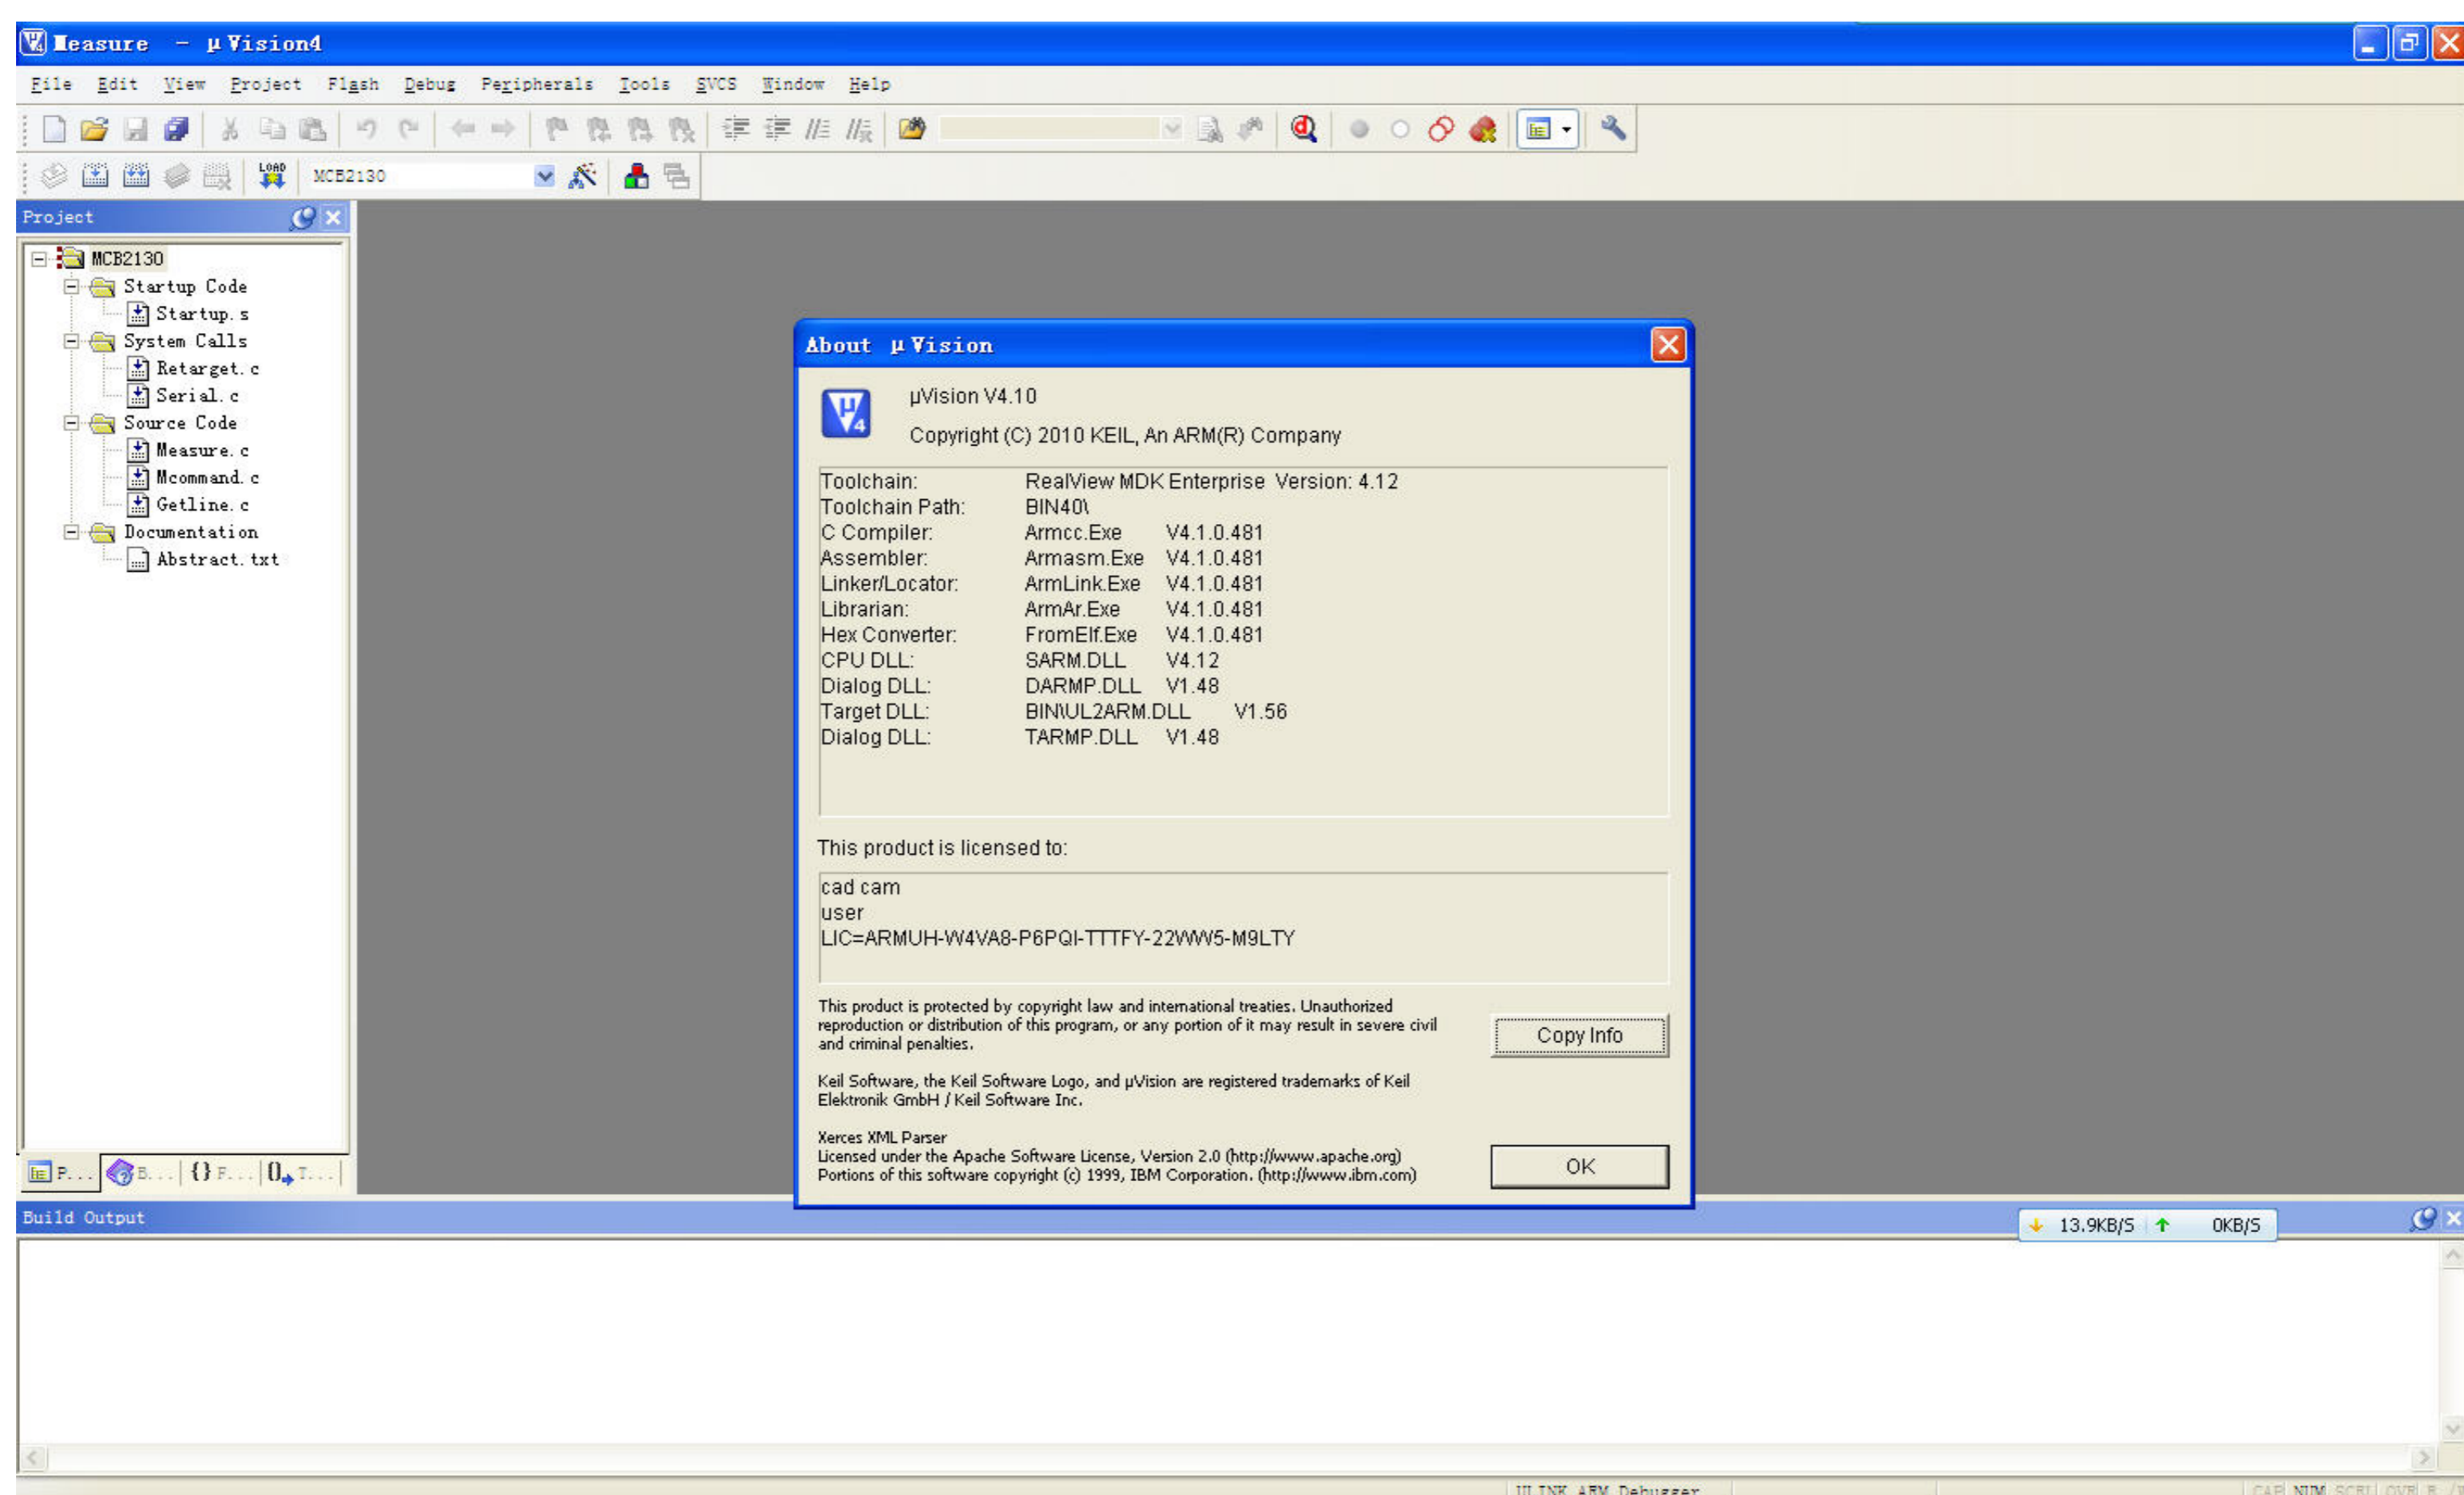 Measure - μVision4
File Edit View Project Flash Debug Peripherals Tools SVCS Window Help
LOAD MCB2130
Project
MCB2130
Startup Code
Startup.s
System Calls
Retarget.c
Serial.c
Source Code
Measure.c
Mcommand.c
Getline.c
Documentation
Abstract.txt
P... B... {} F... 0 T...
About μVision
μVision V4.10
Copyright (C) 2010 KEIL, An ARM(R) Company
Toolchain: RealView MDK Enterprise Version: 4.12
Toolchain Path: BIN40\
C Compiler: Armcc.Exe V4.1.0.481
Assembler: Armasm.Exe V4.1.0.481
Linker/Locator: ArmLink.Exe V4.1.0.481
Librarian: ArmAr.Exe V4.1.0.481
Hex Converter: FromElf.Exe V4.1.0.481
CPU DLL: SARM.DLL V4.12
Dialog DLL: DARMP.DLL V1.48
Target DLL: BIN\UL2ARM.DLL V1.56
Dialog DLL: TARMP.DLL V1.48
This product is licensed to:
cad cam
user
LIC=ARMUH-W4VA8-P6PQI-TTTFY-22WW5-M9LTY
This product is protected by copyright law and international treaties. Unauthorized
reproduction or distribution of this program, or any portion of it may result in severe civil
and criminal penalties.
Copy Info
Keil Software, the Keil Software Logo, and μVision are registered trademarks of Keil
Elektronik GmbH / Keil Software Inc.
Xerces XML Parser
Licensed under the Apache Software License, Version 2.0 (http://www.apache.org)
Portions of this software copyright (c) 1999, IBM Corporation. (http://www.ibm.com)
OK
Build Output
13.9KB/S 0KB/S
ULINK ARM Debugger
CAP NUM SCRL OVR R